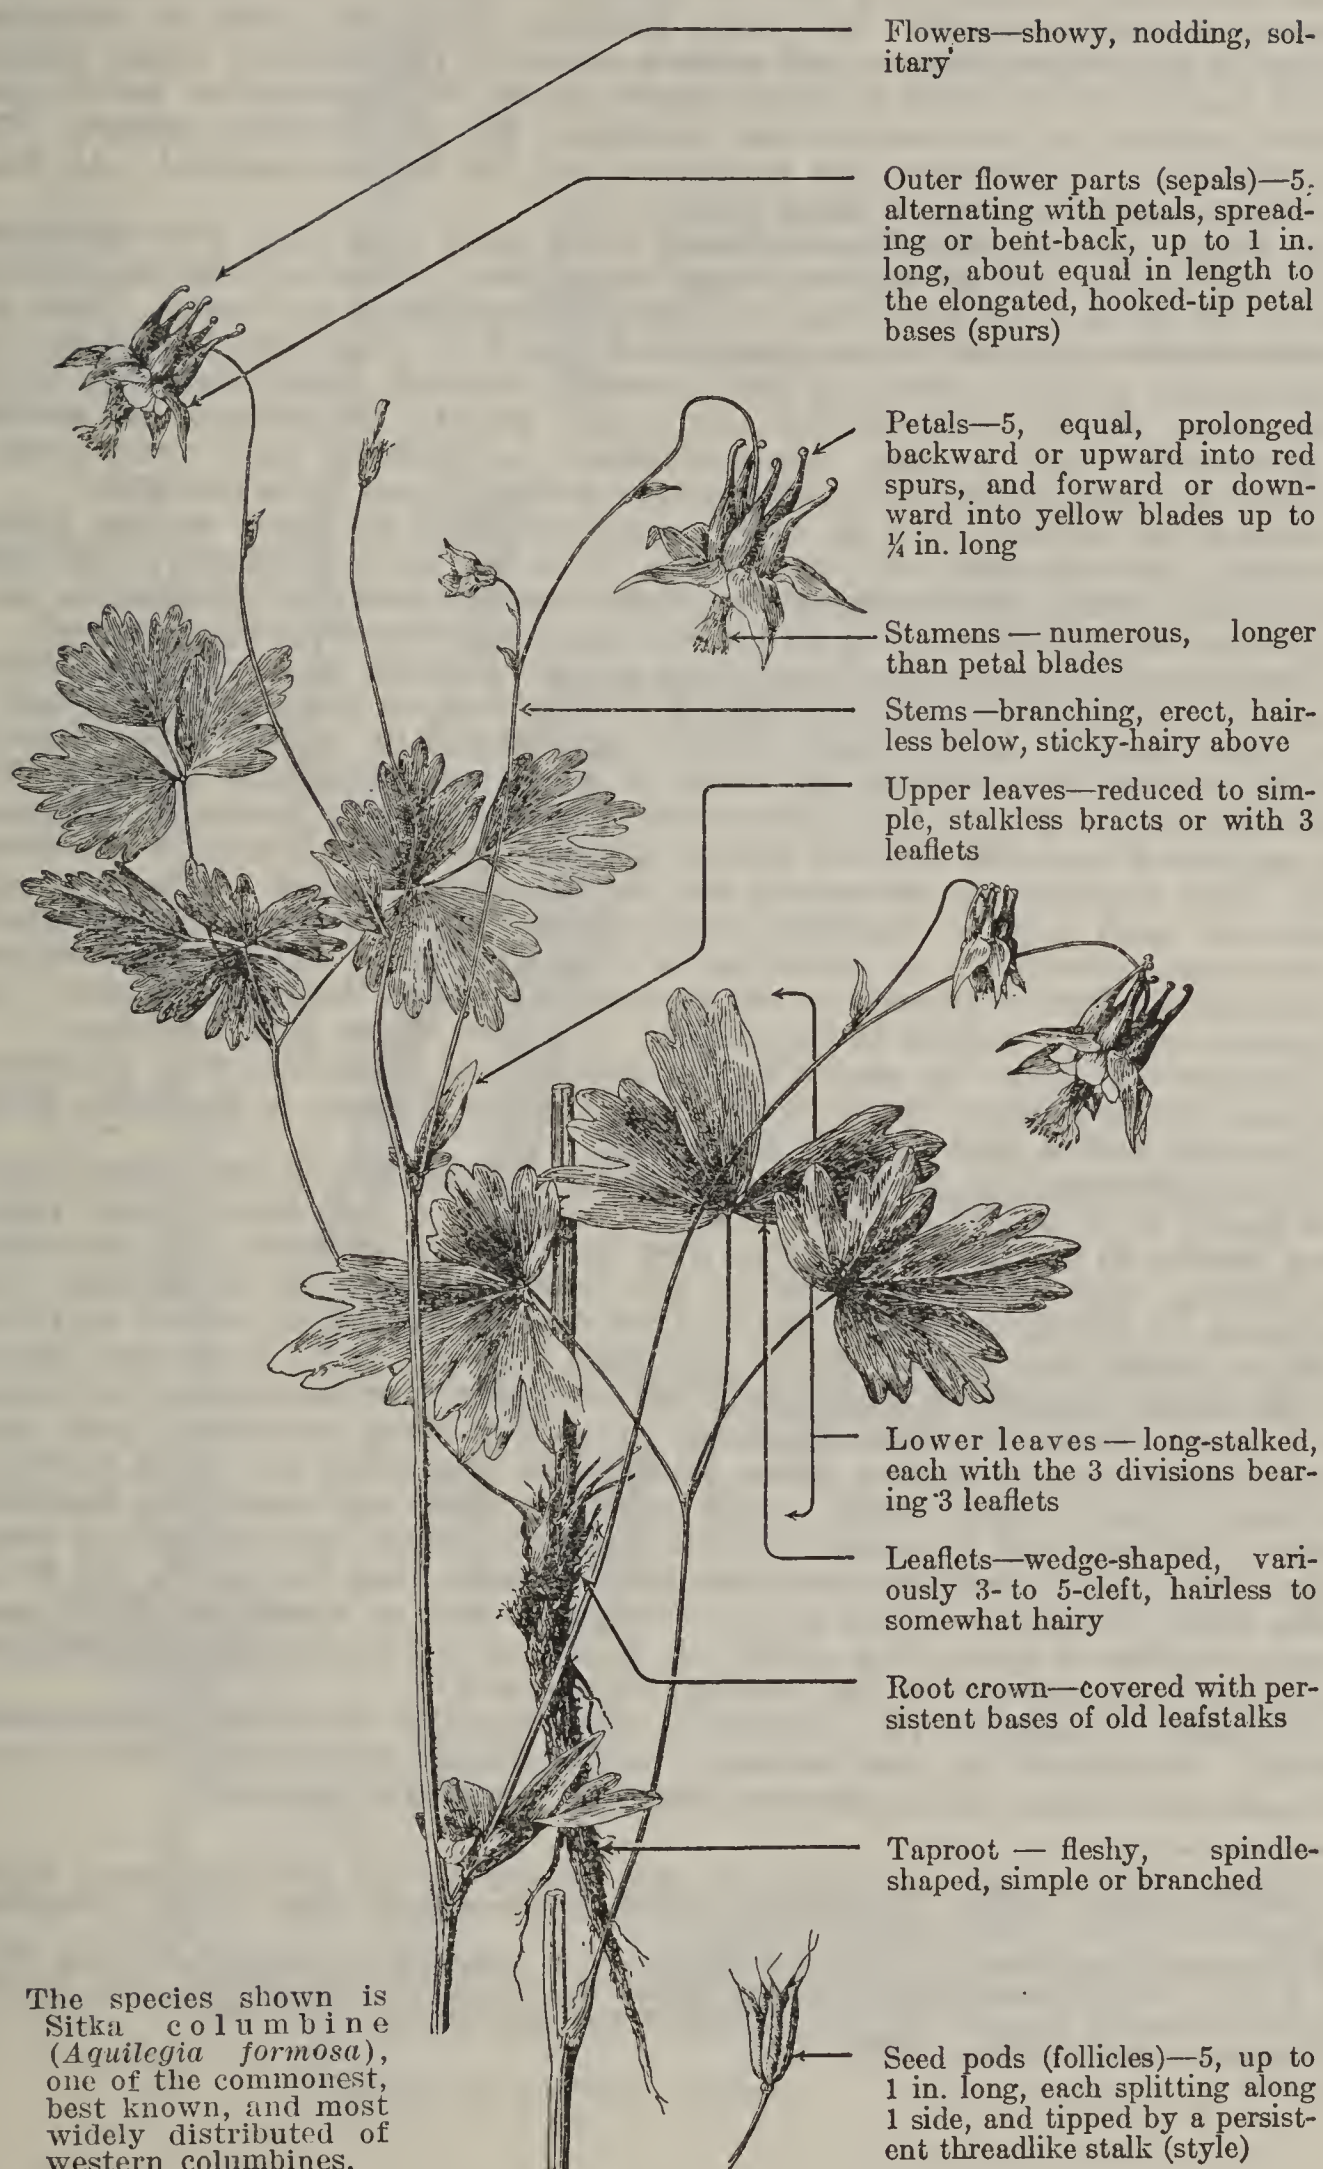 Flowers—showy, nodding, sol-
itary
Outer flower parts (sepals)—5,
alternating with petals, spread-
ing or bent-back, up to 1 in.
long, about equal in length to
the elongated, hooked-tip petal
bases (spurs)
Petals—5, equal, prolonged
backward or upward into red
spurs, and forward or down-
ward into yellow blades up to
¼ in. long
Stamens — numerous, longer
than petal blades
Stems—branching, erect, hair-
less below, sticky-hairy above
Upper leaves—reduced to sim-
ple, stalkless bracts or with 3
leaflets
Lower leaves — long-stalked,
each with the 3 divisions bear-
ing 3 leaflets
Leaflets—wedge-shaped, vari-
ously 3- to 5-cleft, hairless to
somewhat hairy
Root crown—covered with per-
sistent bases of old leafstalks
Taproot — fleshy, spindle-
shaped, simple or branched
Seed pods (follicles)—5, up to
1 in. long, each splitting along
1 side, and tipped by a persist-
ent threadlike stalk (style)
The species shown is
Sitka columbine
(Aquilegia formosa),
one of the commonest,
best known, and most
widely distributed of
western columbines.